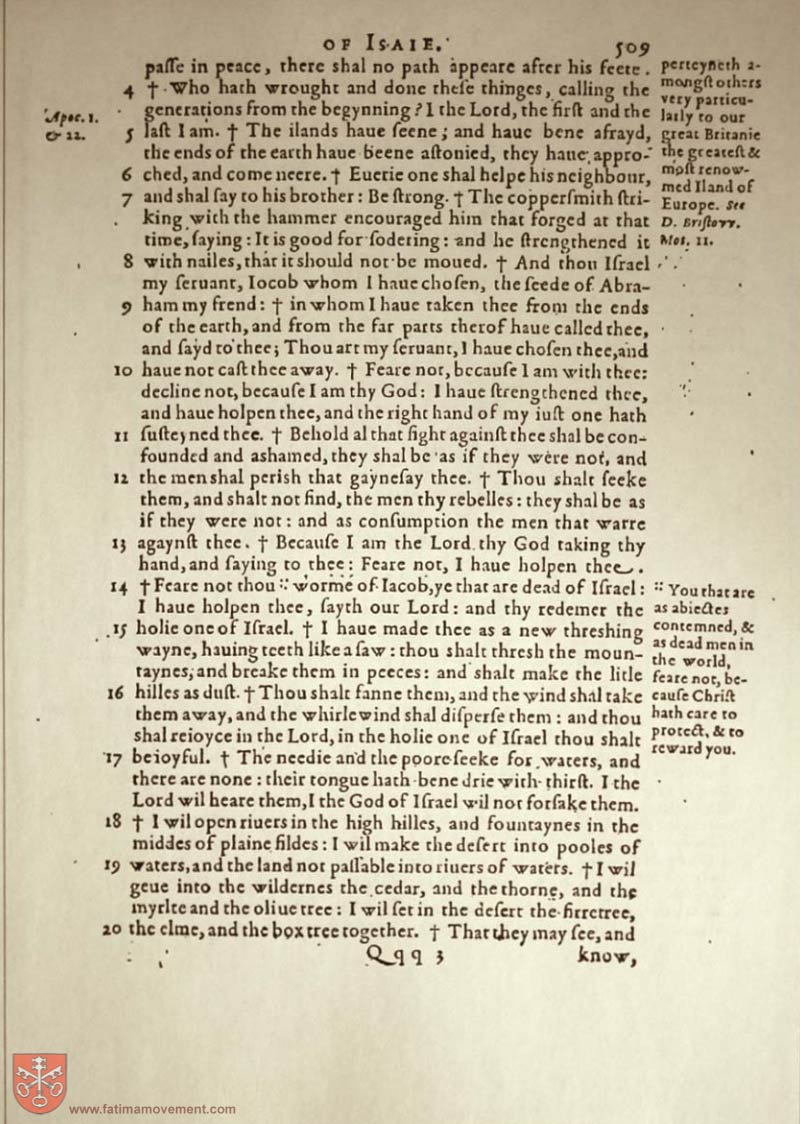 OF ISAIE. 509
paſſe in peace, there shal no path appeare after his feete.
4 † Who hath wrought and done theſe thinges, calling the
generations from the begynning? I the Lord, the firſt and the
5 laſt I am. † The ilands haue ſeene; and haue bene afrayd,
the ends of the earth haue beene aſtonied, they haue appro-
6 ched, and come neere. † Euerie one shal helpe his neighbour,
7 and shal ſay to his brother: Be ſtrong. † The copperſmith ſtri-
king with the hammer encouraged him that forged at that
time, ſaying: It is good for ſodering: and he ſtrengthened it
8 with nailes, that it should not be moued. † And thou Iſrael
my ſeruant, Iocob whom I haue choſen, the ſeede of Abra-
9 ham my frend: † in whom I haue taken thee from the ends
of the earth, and from the far parts therof haue called thee,
and ſayd to thee; Thou art my ſeruant, I haue choſen thee, and
10 haue not caſt thee away. † Feare not, becauſe I am with thee:
decline not, becauſe I am thy God: I haue ſtrengthened thee,
and haue holpen thee, and the right hand of my iuſt one hath
11 ſuſteyned thee. † Behold al that fight againſt thee shal be con-
founded and ashamed, they shal be as if they were not, and
12 the men shal perish that gayneſay thee. † Thou shalt ſeeke
them, and shalt not find, the men thy rebelles: they shal be as
if they were not: and as conſumption the men that warre
13 agaynſt thee. † Becauſe I am the Lord thy God taking thy
hand, and ſaying to thee: Feare not, I haue holpen thee.
14 † Feare not thou :: worme of Iacob, ye that are dead of Iſrael:
I haue holpen thee, ſayth our Lord: and thy redemer the
15 holie one of Iſrael. † I haue made thee as a new threshing
wayne, hauing teeth like a ſaw: thou shalt thresh the moun-
taynes, and breake them in peeces: and shalt make the litle
16 hilles as duſt. † Thou shalt fanne them, and the wind shal take
them away, and the whirlewind shal diſperſe them: and thou
shal reioyce in the Lord, in the holie one of Iſrael thou shalt
17 be ioyful. † The needie and the poore ſeeke for waters, and
there are none: their tongue hath bene drie with thirſt. I the
Lord wil heare them, I the God of Iſrael wil not forſake them.
18 † I wil open riuers in the high hilles, and fountaynes in the
middes of plaine fildes: I wil make the deſert into pooles of
19 waters, and the land not paſſable into riuers of waters. † I wil
geue into the wildernes the cedar, and the thorne, and the
myrlte and the oliue tree: I wil ſet in the deſert the firretree,
20 the elme, and the box tree together. † That they may ſee, and
Qqq 3 know,
Apoc. 1.
& 22.
perteyneth a-
mongſt others
very particu-
larly to our
great Britanie
the greateſt &
moſt renow-
med Iland of
Europe. See
D. Briſtow.
Mot. 11.
:: You that are
as abiectes
contemned, &
as dead men in
the world,
feare not, be-
cauſe Chriſt
hath care to
protect, & to
reward you.
www.fatimamovement.com